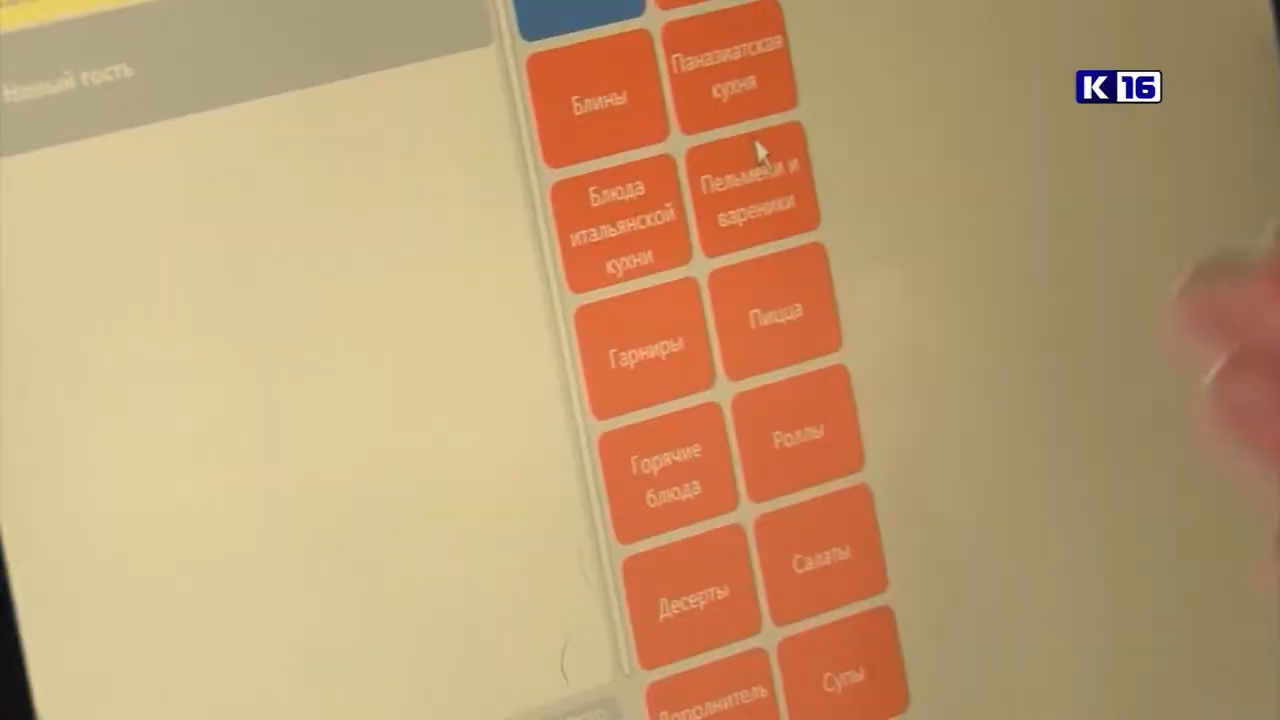 K 16
Новый гость
Блины
Паназиатская
кухня
Блюда
итальянской
кухни
Пельмени и
вареники
Гарниры
Пицца
Горячие
блюда
Роллы
Десерты
Салаты
Дополнитель
Супы